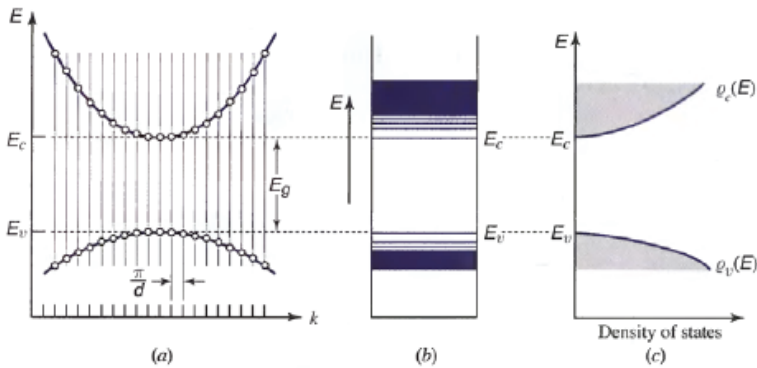 E
E_c
E_v
E_g
π/d
k
(a)
E
E_c
E_v
(b)
E
ϱ_c(E)
E_c
E_v
ϱ_v(E)
Density of states
(c)